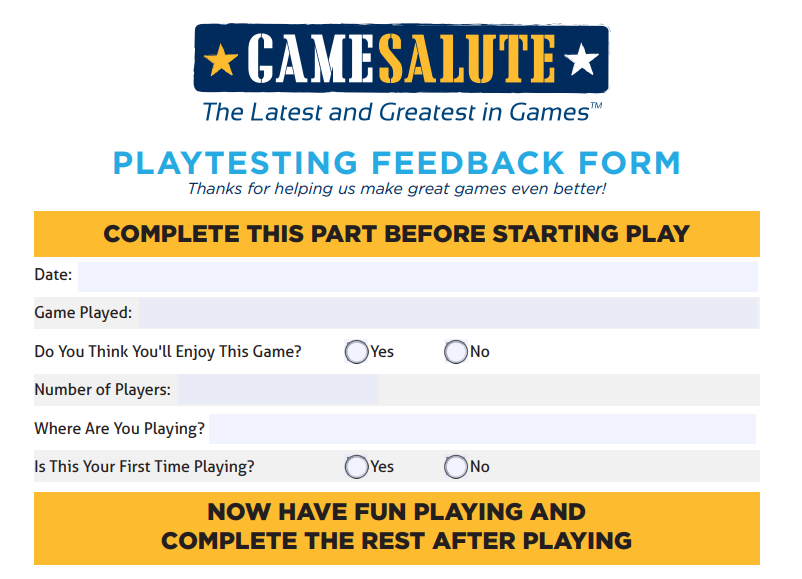 GAMESALUTE
The Latest and Greatest in Games™
PLAYTESTING FEEDBACK FORM
Thanks for helping us make great games even better!
COMPLETE THIS PART BEFORE STARTING PLAY
Date:
Game Played:
Do You Think You'll Enjoy This Game? Yes No
Number of Players:
Where Are You Playing?
Is This Your First Time Playing? Yes No
NOW HAVE FUN PLAYING AND
COMPLETE THE REST AFTER PLAYING